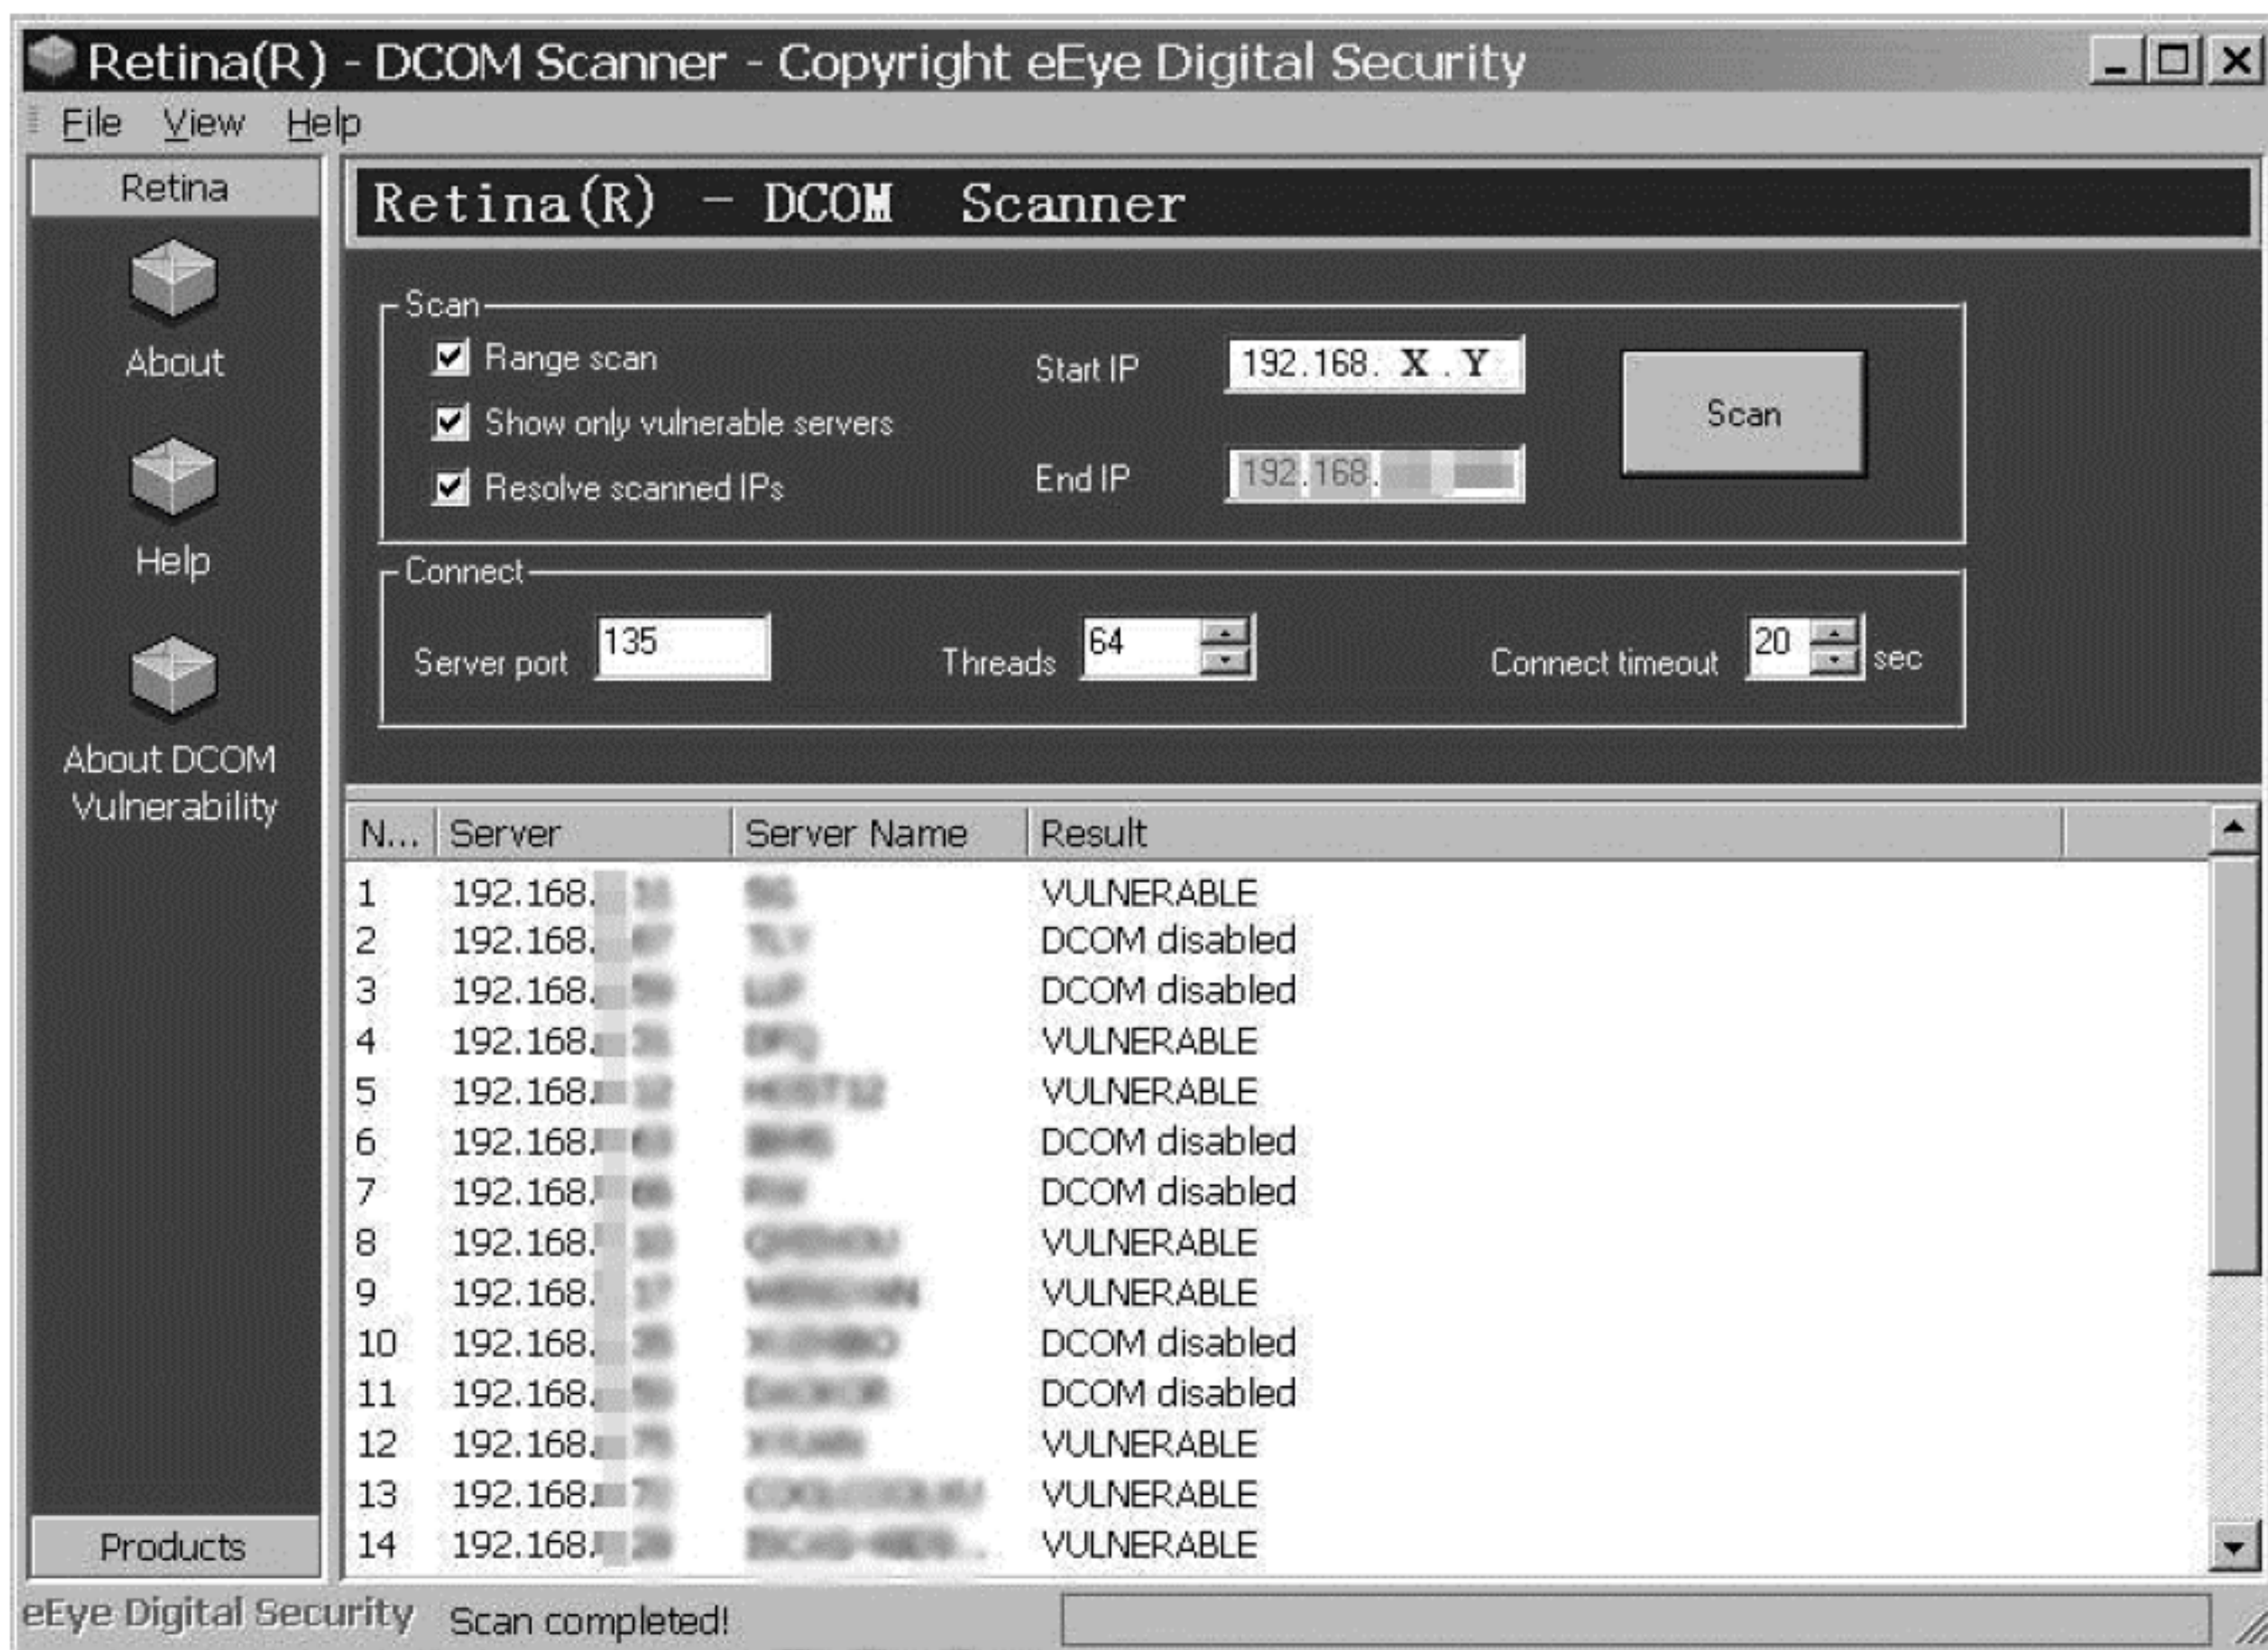 Retina(R) - DCOM Scanner - Copyright eEye Digital Security
File View Help
Retina
About
Help
About DCOM
Vulnerability
Products
Retina(R) - DCOM Scanner
Scan
Range scan
Show only vulnerable servers
Resolve scanned IPs
Start IP 192.168. X . Y
End IP 192.168.
Scan
Connect
Server port 135
Threads 64
Connect timeout 20 sec
N... Server Server Name Result
1 192.168. VULNERABLE
2 192.168. DCOM disabled
3 192.168. DCOM disabled
4 192.168. VULNERABLE
5 192.168. VULNERABLE
6 192.168. DCOM disabled
7 192.168. DCOM disabled
8 192.168. VULNERABLE
9 192.168. VULNERABLE
10 192.168. DCOM disabled
11 192.168. DCOM disabled
12 192.168. VULNERABLE
13 192.168. VULNERABLE
14 192.168. VULNERABLE
eEye Digital Security Scan completed!